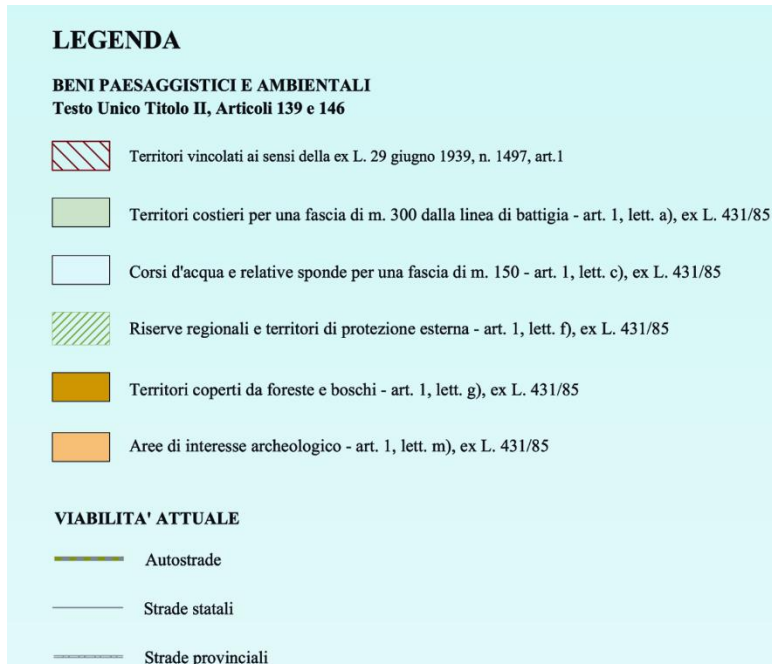 LEGENDA
BENI PAESAGGISTICI E AMBIENTALI
Testo Unico Titolo II, Articoli 139 e 146
Territori vincolati ai sensi della ex L. 29 giugno 1939, n. 1497, art.1
Territori costieri per una fascia di m. 300 dalla linea di battigia - art. 1, lett. a), ex L. 431/85
Corsi d'acqua e relative sponde per una fascia di m. 150 - art. 1, lett. c), ex L. 431/85
Riserve regionali e territori di protezione esterna - art. 1, lett. f), ex L. 431/85
Territori coperti da foreste e boschi - art. 1, lett. g), ex L. 431/85
Aree di interesse archeologico - art. 1, lett. m), ex L. 431/85
VIABILITA' ATTUALE
Autostrade
Strade statali
Strade provinciali